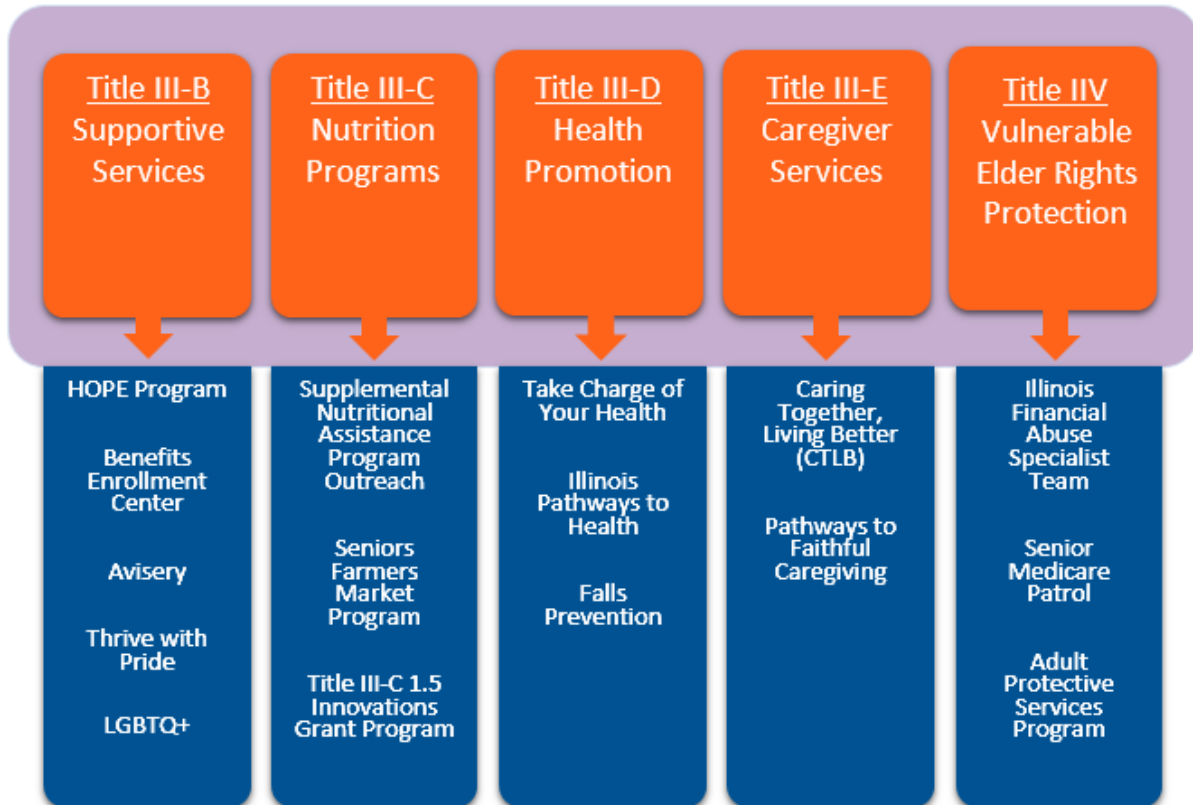 Title III-B
Supportive
Services
Title III-C
Nutrition
Programs
Title III-D
Health
Promotion
Title III-E
Caregiver
Services
Title IIV
Vulnerable
Elder Rights
Protection
HOPE Program
Benefits
Enrollment
Center
Avisery
Thrive with
Pride
LGBTQ+
Supplemental
Nutritional
Assistance
Program
Outreach
Seniors
Farmers
Market
Program
Title III-C 1.5
Innovations
Grant Program
Take Charge of
Your Health
Illinois
Pathways to
Health
Falls
Prevention
Caring
Together,
Living Better
(CTLB)
Pathways to
Faithful
Caregiving
Illinois
Financial
Abuse
Specialist
Team
Senior
Medicare
Patrol
Adult
Protective
Services
Program